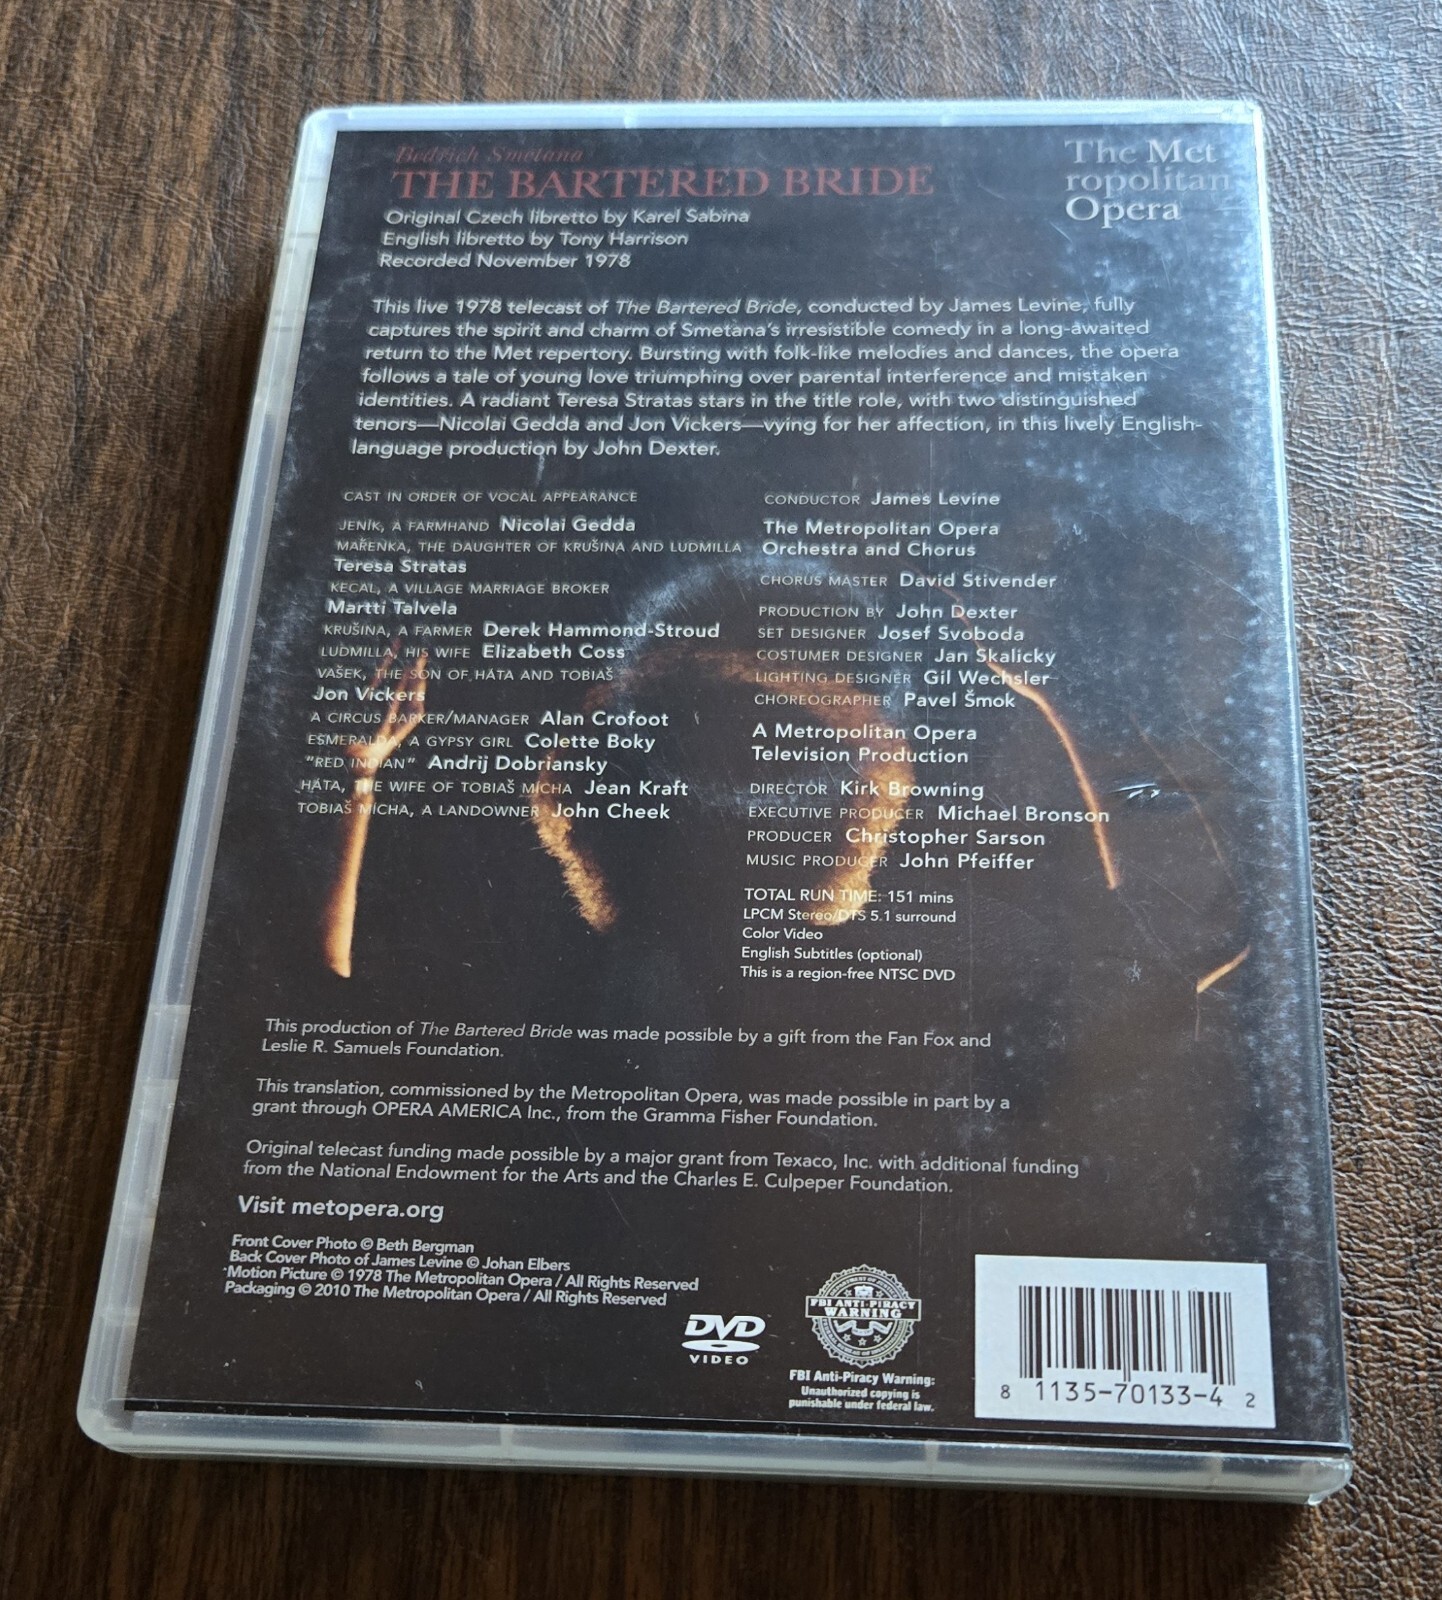 Bedrich Smetana
THE BARTERED BRIDE
Original Czech libretto by Karel Sabina
English libretto by Tony Harrison
Recorded November 1978
The Met
ropolitan
Opera
This live 1978 telecast of The Bartered Bride, conducted by James Levine, fully
captures the spirit and charm of Smetana's irresistible comedy in a long-awaited
return to the Met repertory. Bursting with folk-like melodies and dances, the opera
follows a tale of young love triumphing over parental interference and mistaken
identities. A radiant Teresa Stratas stars in the title role, with two distinguished
tenors—Nicolai Gedda and Jon Vickers—vying for her affection, in this lively English-
language production by John Dexter.
CAST IN ORDER OF VOCAL APPEARANCE
JENÍK, A FARMHAND Nicolai Gedda
MAŘENKA, THE DAUGHTER OF KRUŠINA AND LUDMILLA
Teresa Stratas
KECAL, A VILLAGE MARRIAGE BROKER
Martti Talvela
KRUŠINA, A FARMER Derek Hammond-Stroud
LUDMILLA, HIS WIFE Elizabeth Coss
VAŠEK, THE SON OF HÁTA AND TOBIAŠ
Jon Vickers
A CIRCUS BARKER/MANAGER Alan Crofoot
ESMERALDA, A GYPSY GIRL Colette Boky
"RED INDIAN" Andrij Dobriansky
HÁTA, THE WIFE OF TOBIAŠ MÍCHA Jean Kraft
TOBIAŠ MÍCHA, A LANDOWNER John Cheek
CONDUCTOR James Levine
The Metropolitan Opera
Orchestra and Chorus
CHORUS MASTER David Stivender
PRODUCTION BY John Dexter
SET DESIGNER Josef Svoboda
COSTUMER DESIGNER Jan Skalicky
LIGHTING DESIGNER Gil Wechsler
CHOREOGRAPHER Pavel Šmok
A Metropolitan Opera
Television Production
DIRECTOR Kirk Browning
EXECUTIVE PRODUCER Michael Bronson
PRODUCER Christopher Sarson
MUSIC PRODUCER John Pfeiffer
TOTAL RUN TIME: 151 mins
LPCM Stereo/DTS 5.1 surround
Color Video
English Subtitles (optional)
This is a region-free NTSC DVD
This production of The Bartered Bride was made possible by a gift from the Fan Fox and
Leslie R. Samuels Foundation.
This translation, commissioned by the Metropolitan Opera, was made possible in part by a
grant through OPERA AMERICA Inc., from the Gramma Fisher Foundation.
Original telecast funding made possible by a major grant from Texaco, Inc. with additional funding
from the National Endowment for the Arts and the Charles E. Culpeper Foundation.
Visit metopera.org
Front Cover Photo © Beth Bergman
Back Cover Photo of James Levine © Johan Elbers
Motion Picture © 1978 The Metropolitan Opera / All Rights Reserved
Packaging © 2010 The Metropolitan Opera / All Rights Reserved
DVD
VIDEO
FBI ANTI-PIRACY
WARNING
FBI Anti-Piracy Warning:
Unauthorized copying is
punishable under federal law.
8 1135-70133-4 2